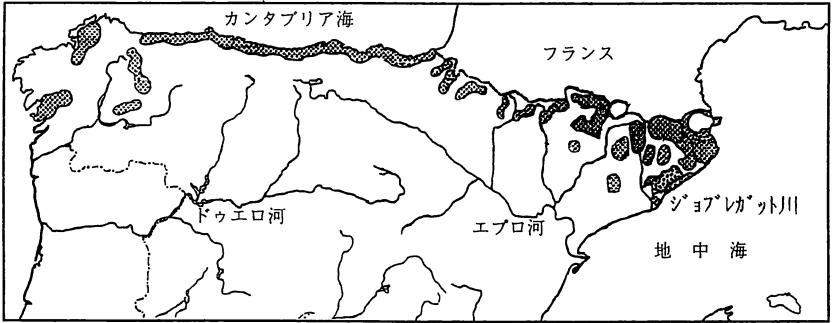 カンタブリア海
フランス
ドゥエロ河
エブロ河
ジョブレガット川
地中海